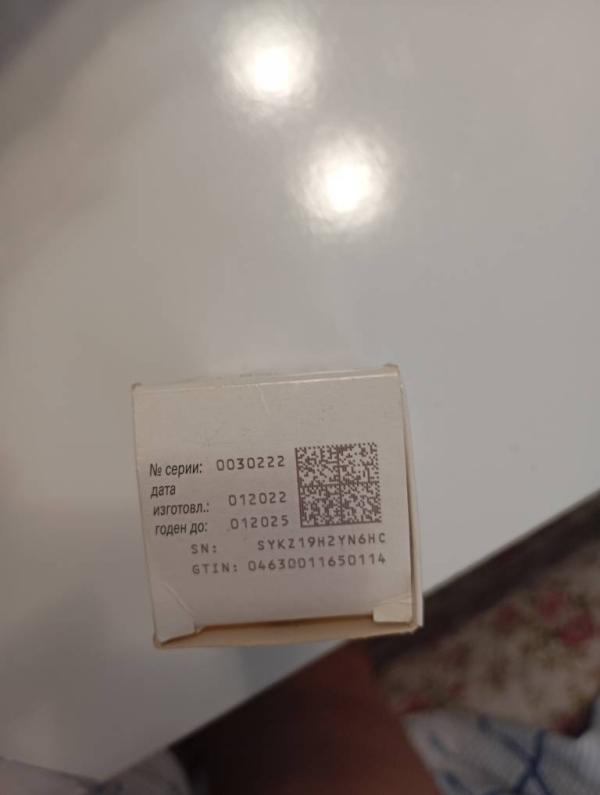 № серии: 0030222
дата
изготовл.: 012022
годен до: 012025
SN: SYKZ19H2YN6HC
GTIN: 04630011650114